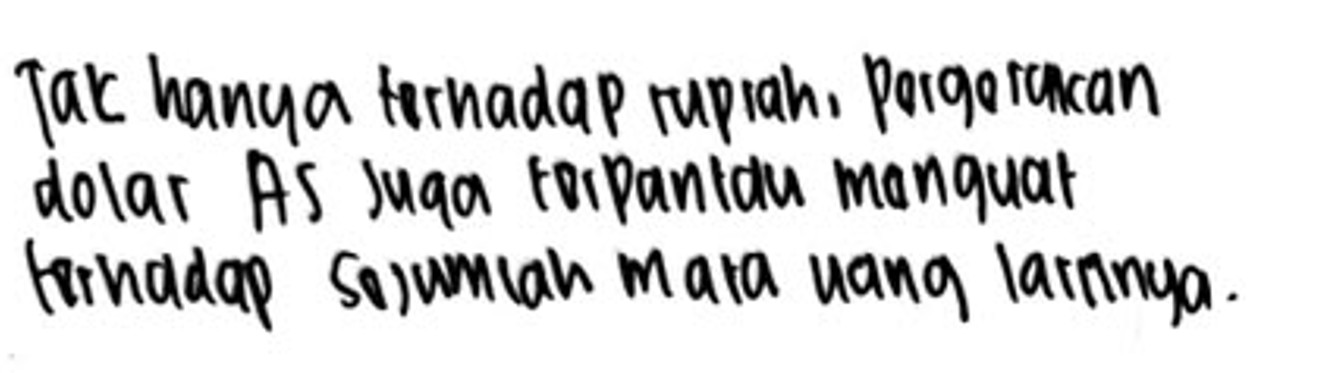 Tak hanya terhadap rupiah, pergerakan
dolar AS juga terpantau menguat
terhadap sejumlah mata uang lainnya.